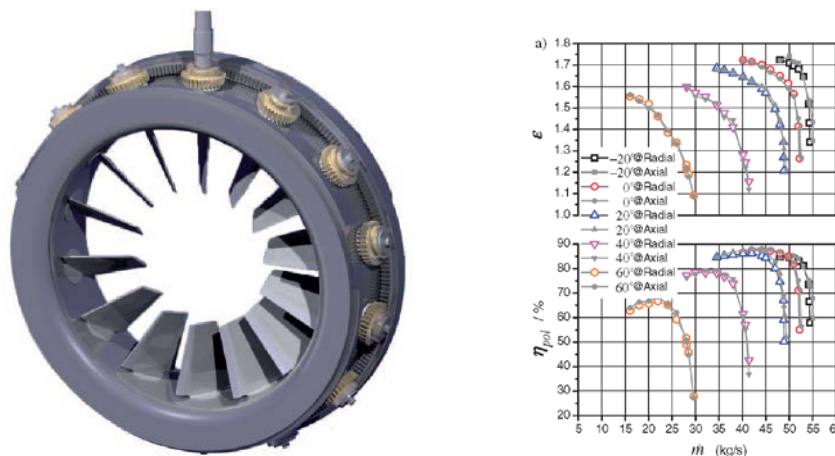 a)
1.8
1.7
1.6
1.5
1.4
1.3
1.2
1.1
1.0
ε
−20°@Radial
−20°@Axial
0°@Radial
0°@Axial
20°@Radial
20°@Axial
40°@Radial
40°@Axial
60°@Radial
60°@Axial
90
80
70
60
50
40
30
20
η_pol / %
5 10 15 20 25 30 35 40 45 50 55 6
ṁ (kg/s)